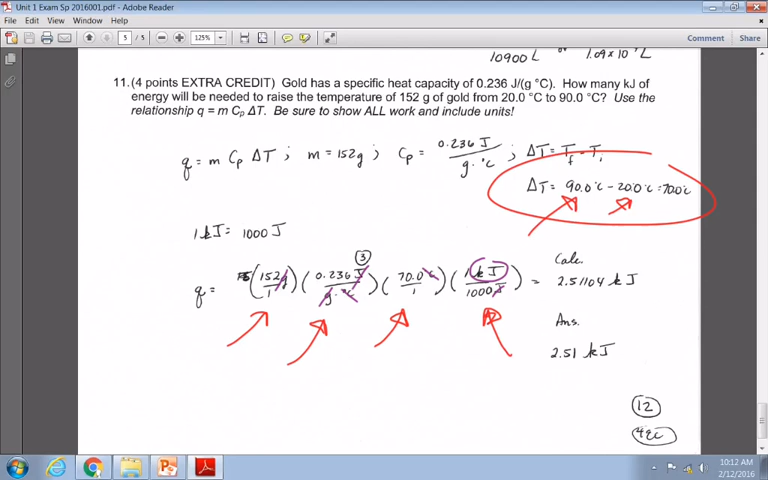 Unit 1 Exam Sp 2016001.pdf - Adobe Reader
File Edit View Window Help
5 / 5 125% Comment Share
10900 L or 1.09 x 10 L
11. (4 points EXTRA CREDIT) Gold has a specific heat capacity of 0.236 J/(g °C). How many kJ of
energy will be needed to raise the temperature of 152 g of gold from 20.0 °C to 90.0 °C? Use the
relationship q = m Cp ΔT. Be sure to show ALL work and include units!
q = m Cp ΔT ; m = 152g ; Cp = 0.236 J / g · °C ; ΔT = Tf - Ti
ΔT = 90.0°C - 20.0°C = 70.0°C
1 kJ = 1000 J
3
q = (152g / 1) (0.236 J / g · °C) (70.0°C / 1) (1 kJ / 1000 J) = Calc. 2.51104 kJ
Ans.
2.51 kJ
12
4EC
10:12 AM
2/12/2016